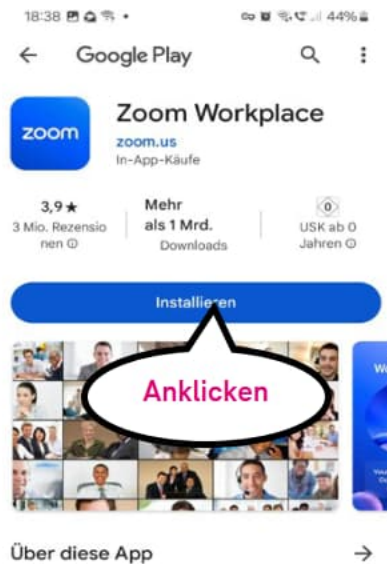 18:38
44%
Google Play
zoom
Zoom Workplace
zoom.us
In-App-Käufe
3,9★
3 Mio. Rezensio
nen
Mehr
als 1 Mrd.
Downloads
0
USK ab 0
Jahren
Installieren
Anklicken
Über diese App